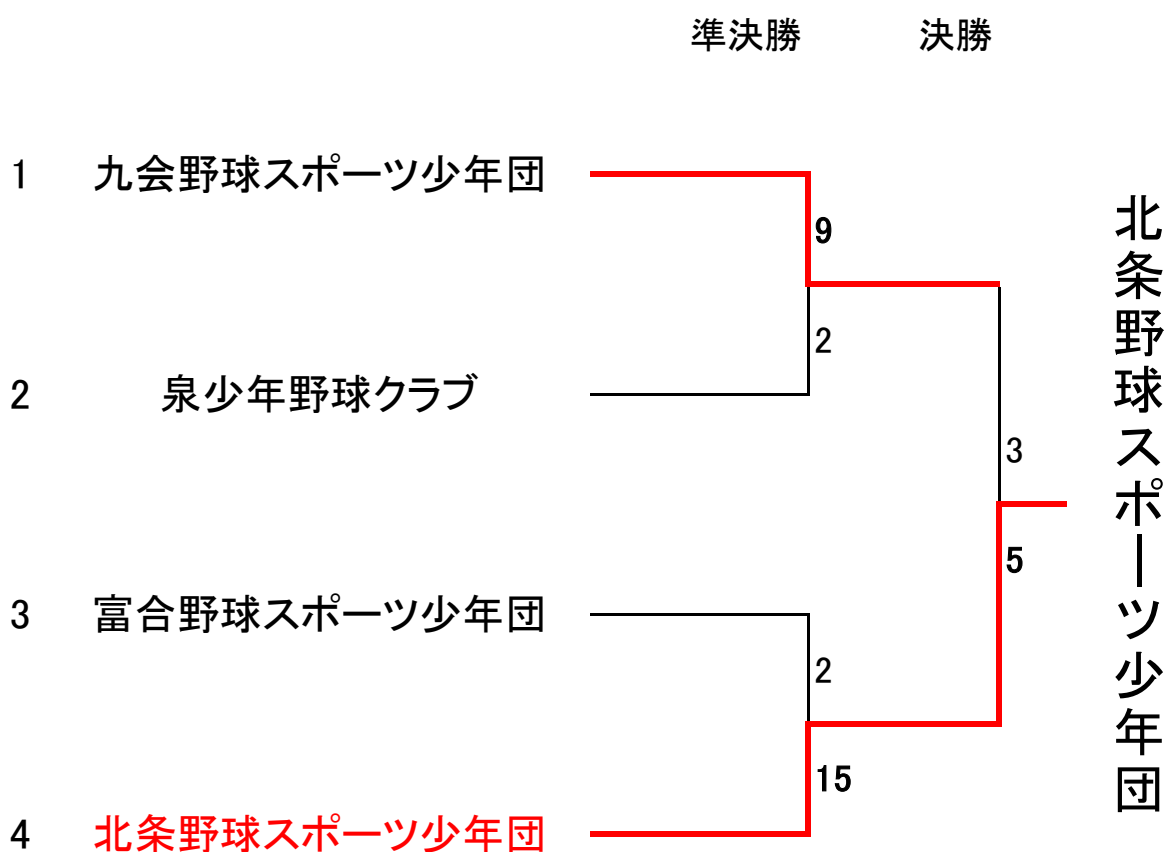 準決勝 決勝
1 九会野球スポーツ少年団
9
2
2 泉少年野球クラブ
3
5
3 富合野球スポーツ少年団
2
15
4 北条野球スポーツ少年団
北条野球スポーツ少年団